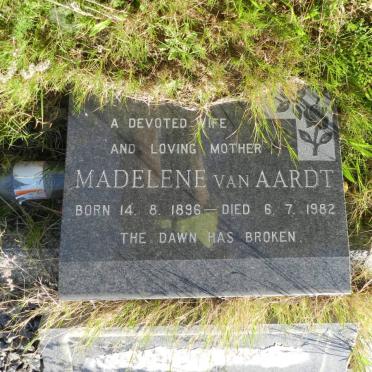 A DEVOTED WIFE
AND LOVING MOTHER
MADELENE VAN AARDT
BORN 14. 8. 1896 — DIED 6. 7. 1982
THE DAWN HAS BROKEN.